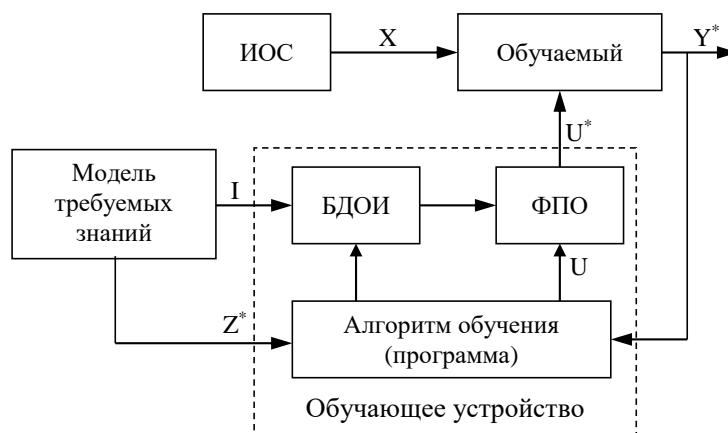 ИОС
X
Обучаемый
Y*
U*
Модель
требуемых
знаний
I
БДОИ
ФПО
U
Z*
Алгоритм обучения
(программа)
Обучающее устройство